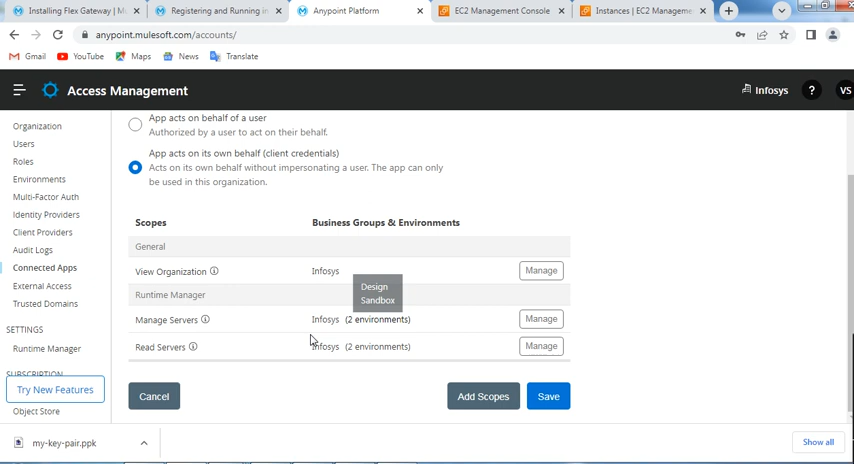 Installing Flex Gateway | Mu
Registering and Running in
Anypoint Platform
EC2 Management Console
Instances | EC2 Manageme
anypoint.mulesoft.com/accounts/
Gmail
YouTube
Maps
News
Translate
Access Management
Infosys
?
VS
Organization
Users
Roles
Environments
Multi-Factor Auth
Identity Providers
Client Providers
Audit Logs
Connected Apps
External Access
Trusted Domains
SETTINGS
Runtime Manager
SUBSCRIPTION
Try New Features
Object Store
App acts on behalf of a user
Authorized by a user to act on their behalf.
App acts on its own behalf (client credentials)
Acts on its own behalf without impersonating a user. The app can only
be used in this organization.
Scopes Business Groups & Environments
General
View Organization Infosys Manage
Design
Sandbox
Runtime Manager
Manage Servers Infosys (2 environments) Manage
Read Servers Infosys (2 environments) Manage
Cancel Add Scopes Save
my-key-pair.ppk
Show all